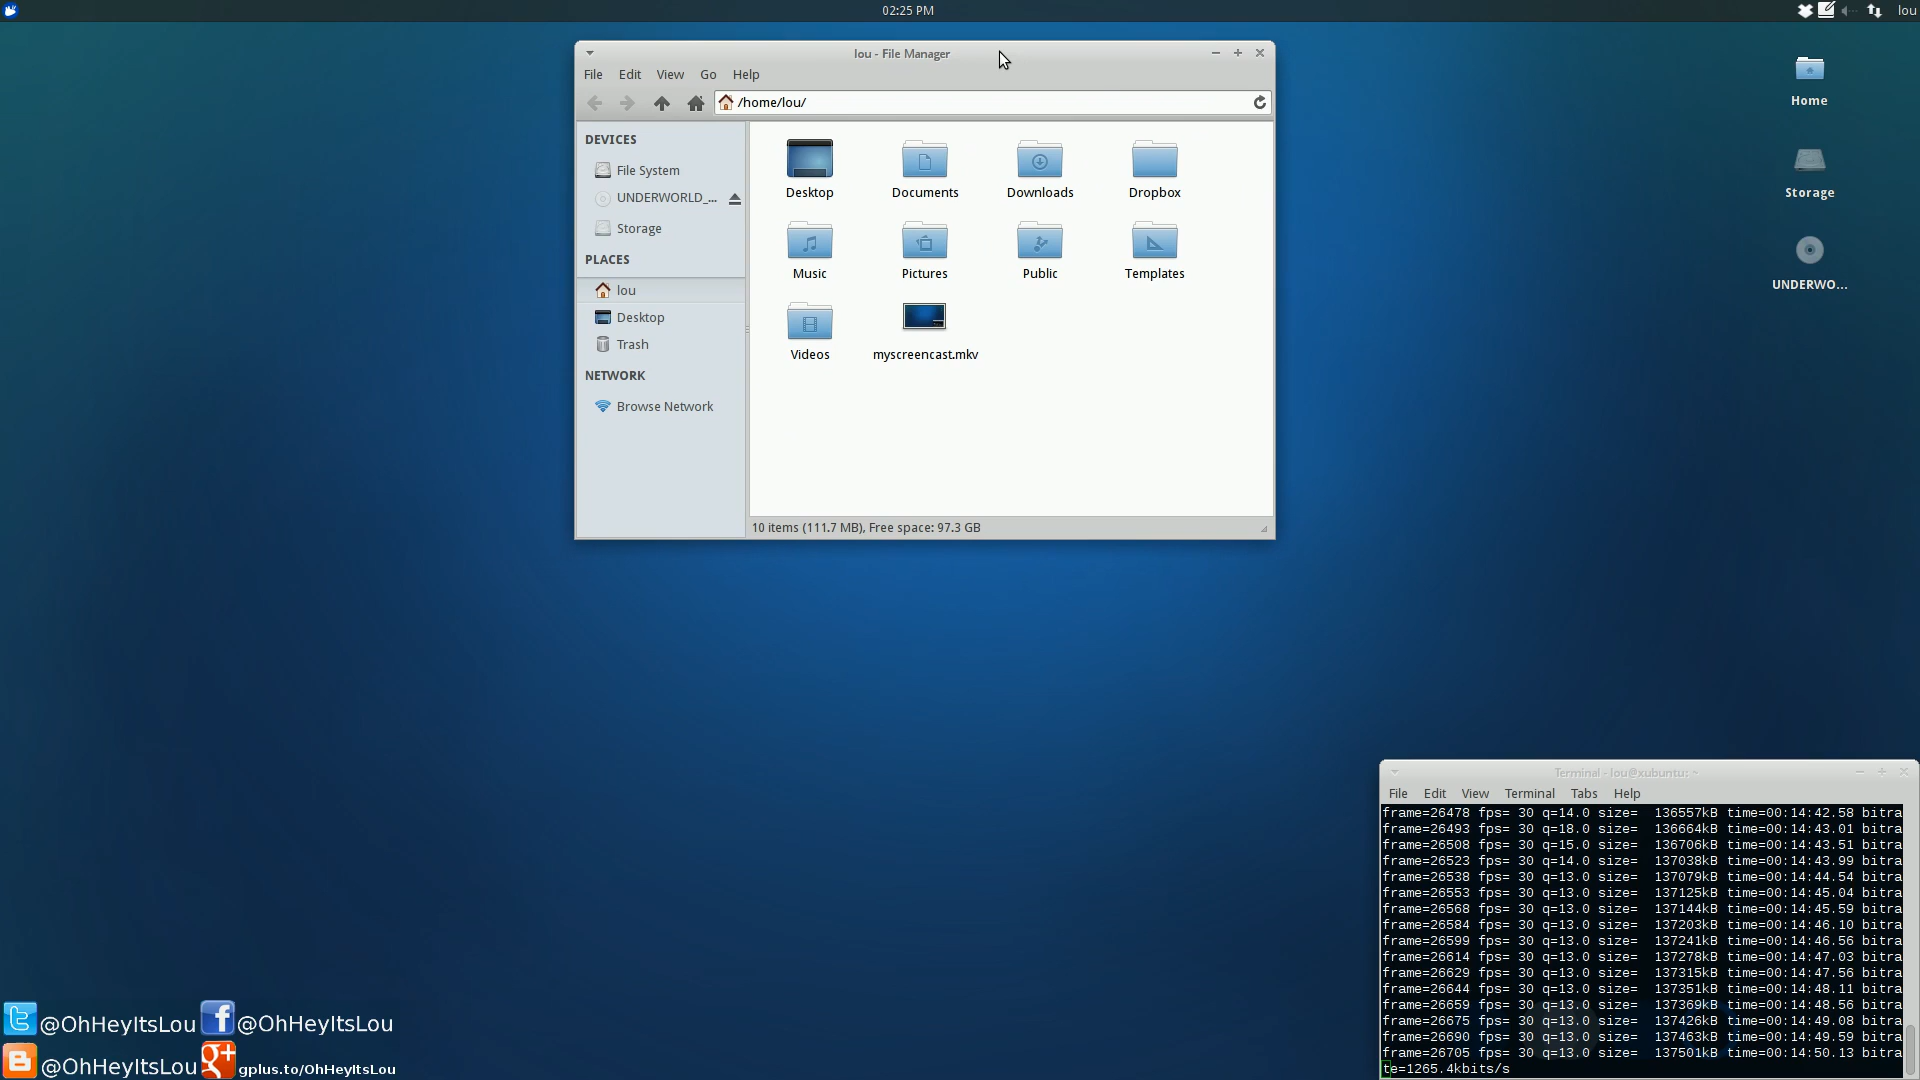 02:25 PM
lou
lou - File Manager
File Edit View Go Help
/home/lou/
DEVICES
File System
UNDERWORLD_...
Storage
PLACES
lou
Desktop
Trash
NETWORK
Browse Network
Desktop Documents Downloads Dropbox
Music Pictures Public Templates
Videos myscreencast.mkv
10 items (111.7 MB), Free space: 97.3 GB
Home
Storage
UNDERWO...
Terminal - lou@xubuntu: ~
File Edit View Terminal Tabs Help
frame=26478 fps= 30 q=14.0 size=  136557kB time=00:14:42.58 bitra
frame=26493 fps= 30 q=18.0 size=  136664kB time=00:14:43.01 bitra
frame=26508 fps= 30 q=15.0 size=  136706kB time=00:14:43.51 bitra
frame=26523 fps= 30 q=14.0 size=  137038kB time=00:14:43.99 bitra
frame=26538 fps= 30 q=13.0 size=  137079kB time=00:14:44.54 bitra
frame=26553 fps= 30 q=13.0 size=  137125kB time=00:14:45.04 bitra
frame=26568 fps= 30 q=13.0 size=  137144kB time=00:14:45.59 bitra
frame=26584 fps= 30 q=13.0 size=  137203kB time=00:14:46.10 bitra
frame=26599 fps= 30 q=13.0 size=  137241kB time=00:14:46.56 bitra
frame=26614 fps= 30 q=13.0 size=  137278kB time=00:14:47.03 bitra
frame=26629 fps= 30 q=13.0 size=  137315kB time=00:14:47.56 bitra
frame=26644 fps= 30 q=13.0 size=  137351kB time=00:14:48.11 bitra
frame=26659 fps= 30 q=13.0 size=  137369kB time=00:14:48.56 bitra
frame=26675 fps= 30 q=13.0 size=  137426kB time=00:14:49.08 bitra
frame=26690 fps= 30 q=13.0 size=  137463kB time=00:14:49.59 bitra
frame=26705 fps= 30 q=13.0 size=  137501kB time=00:14:50.13 bitra
te=1265.4kbits/s
@OhHeyItsLou @OhHeyItsLou
@OhHeyItsLou gplus.to/OhHeyItsLou